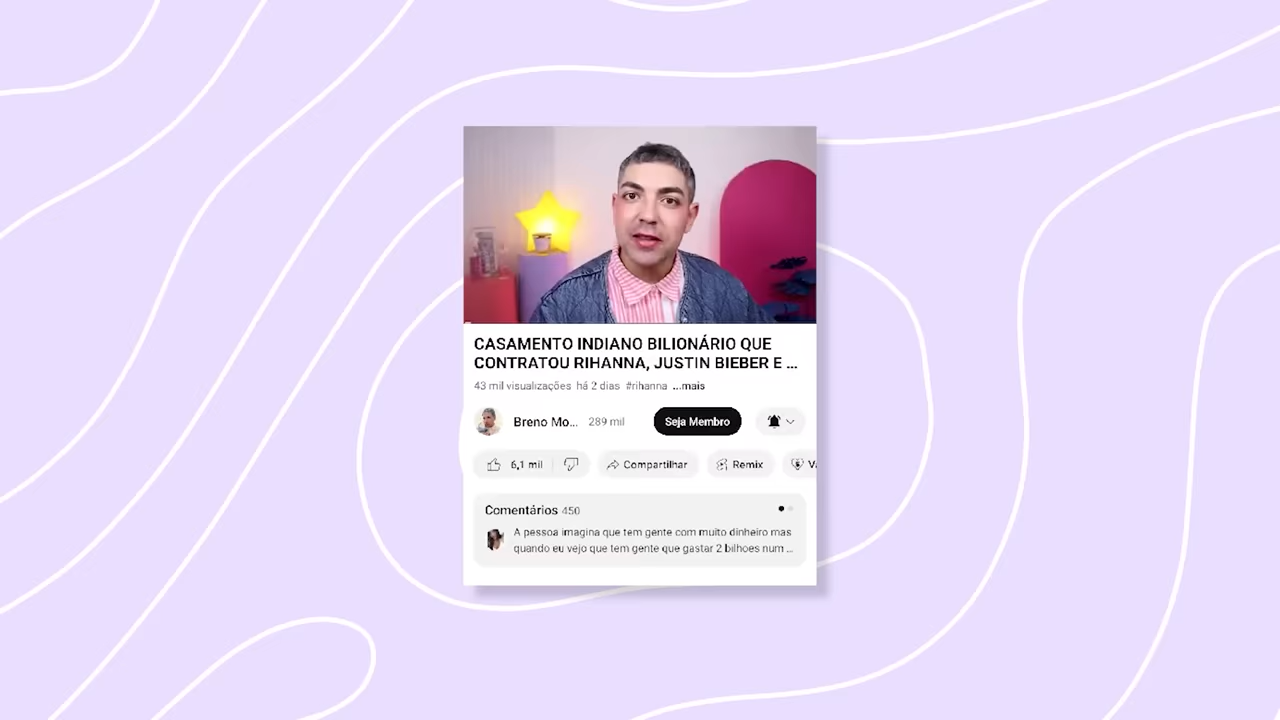 CASAMENTO INDIANO BILIONÁRIO QUE
CONTRATOU RIHANNA, JUSTIN BIEBER E ...
43 mil visualizações há 2 dias #rihanna ...mais
Breno Mo... 289 mil Seja Membro
6,1 mil Compartilhar Remix
Comentários 450
A pessoa imagina que tem gente com muito dinheiro mas
quando eu vejo que tem gente que gastar 2 bilhoes num ...